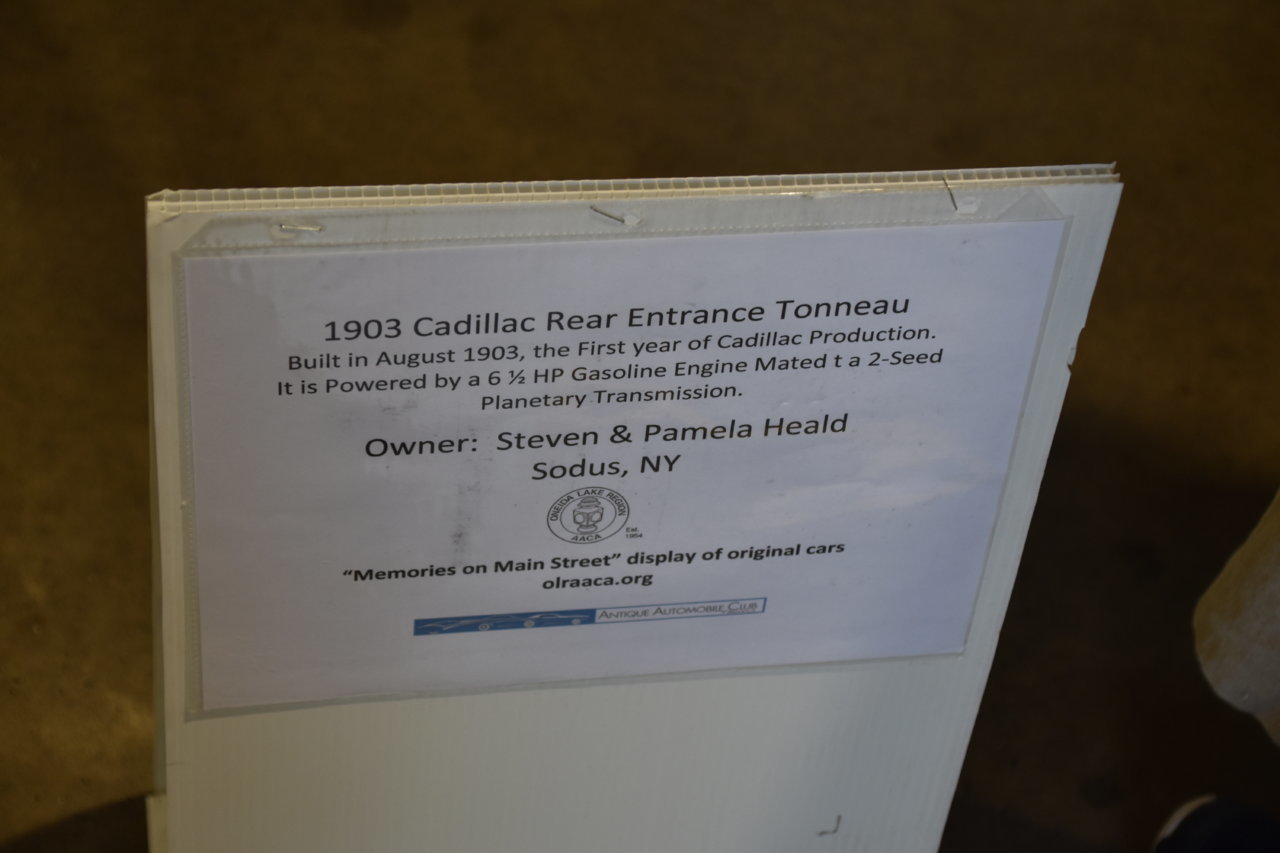 1903 Cadillac Rear Entrance Tonneau
Built in August 1903, the First year of Cadillac Production.
It is Powered by a 6 ½ HP Gasoline Engine Mated t a 2-Seed
Planetary Transmission.
Owner: Steven & Pamela Heald
Sodus, NY
ONEIDA LAKE REGION
AACA
Est.
1954
“Memories on Main Street” display of original cars
olraaca.org
ANTIQUE AUTOMOBILE CLUB